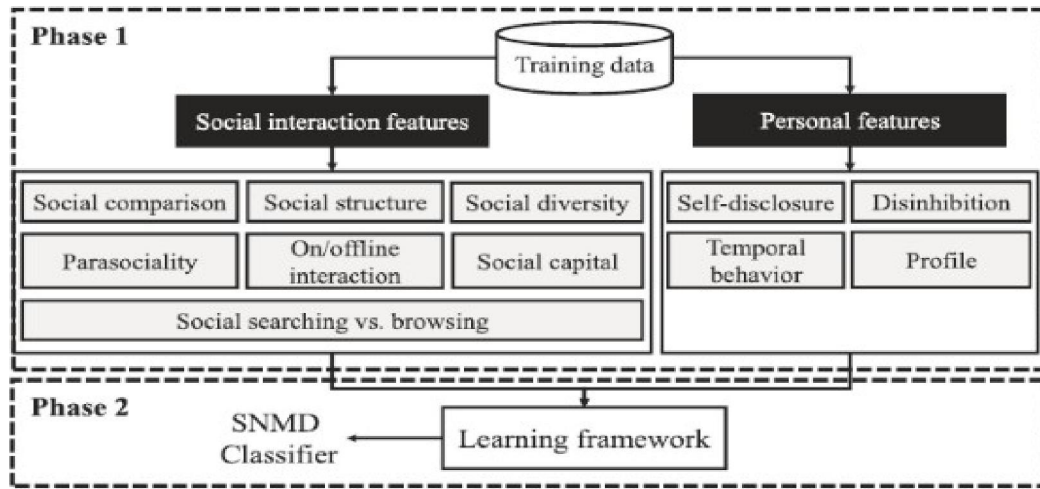 Phase 1
Training data
Social interaction features
Personal features
Social comparison
Social structure
Social diversity
Parasociality
On/offline
interaction
Social capital
Social searching vs. browsing
Self-disclosure
Disinhibition
Temporal
behavior
Profile
Phase 2
SNMD
Classifier
Learning framework